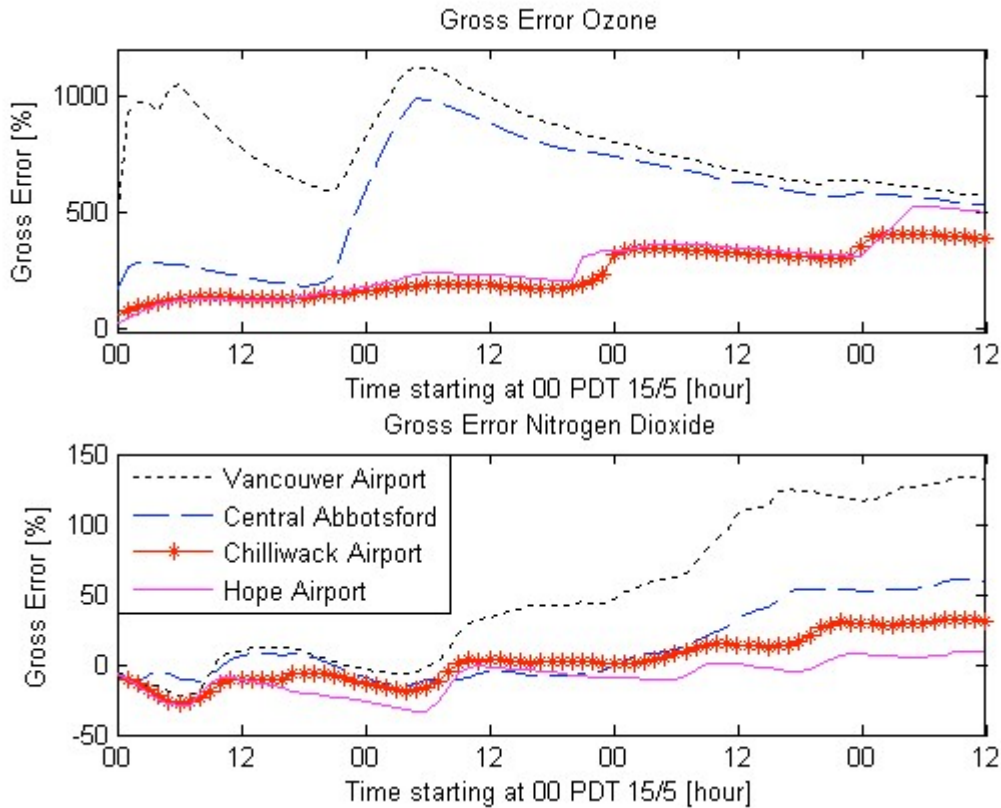 Gross Error Ozone
Gross Error [%]
1000
500
0
00 12 00 12 00 12 00 12
Time starting at 00 PDT 15/5 [hour]
Gross Error Nitrogen Dioxide
Gross Error [%]
150
100
50
0
-50
Vancouver Airport
Central Abbotsford
Chilliwack Airport
Hope Airport
00 12 00 12 00 12 00 12
Time starting at 00 PDT 15/5 [hour]